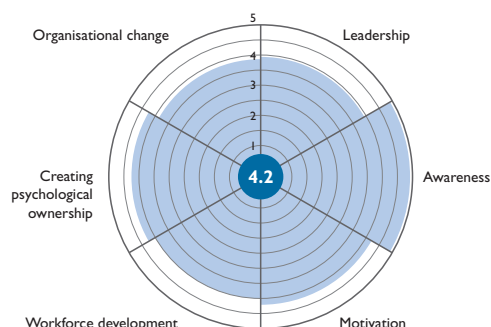 5
Organisational change
Leadership
4
3
2
1
4.2
Creating
psychological
ownership
Awareness
Workforce development
Motivation